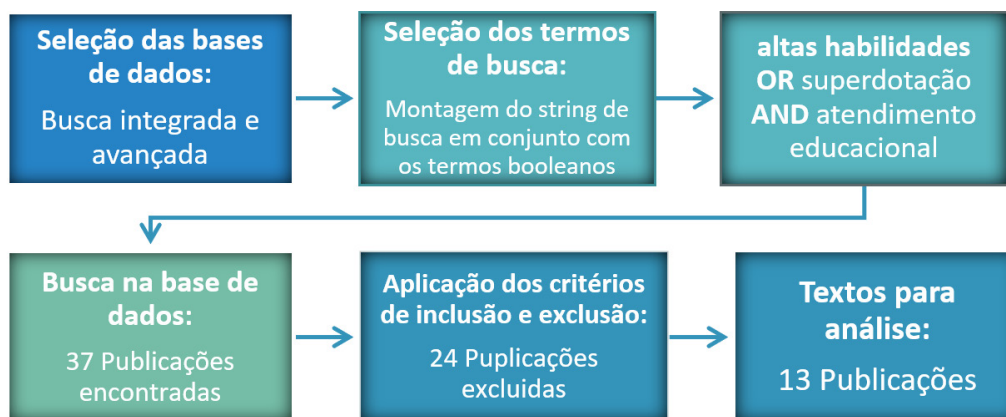 Seleção das bases
de dados:
Busca integrada e
avançada
Seleção dos termos
de busca:
Montagem do string de
busca em conjunto com
os termos booleanos
altas habilidades
OR superdotação
AND atendimento
educacional
Busca na base de
dados:
37 Publicações
encontradas
Aplicação dos critérios
de inclusão e exclusão:
24 Puplicações
excluidas
Textos para
análise:
13 Publicações